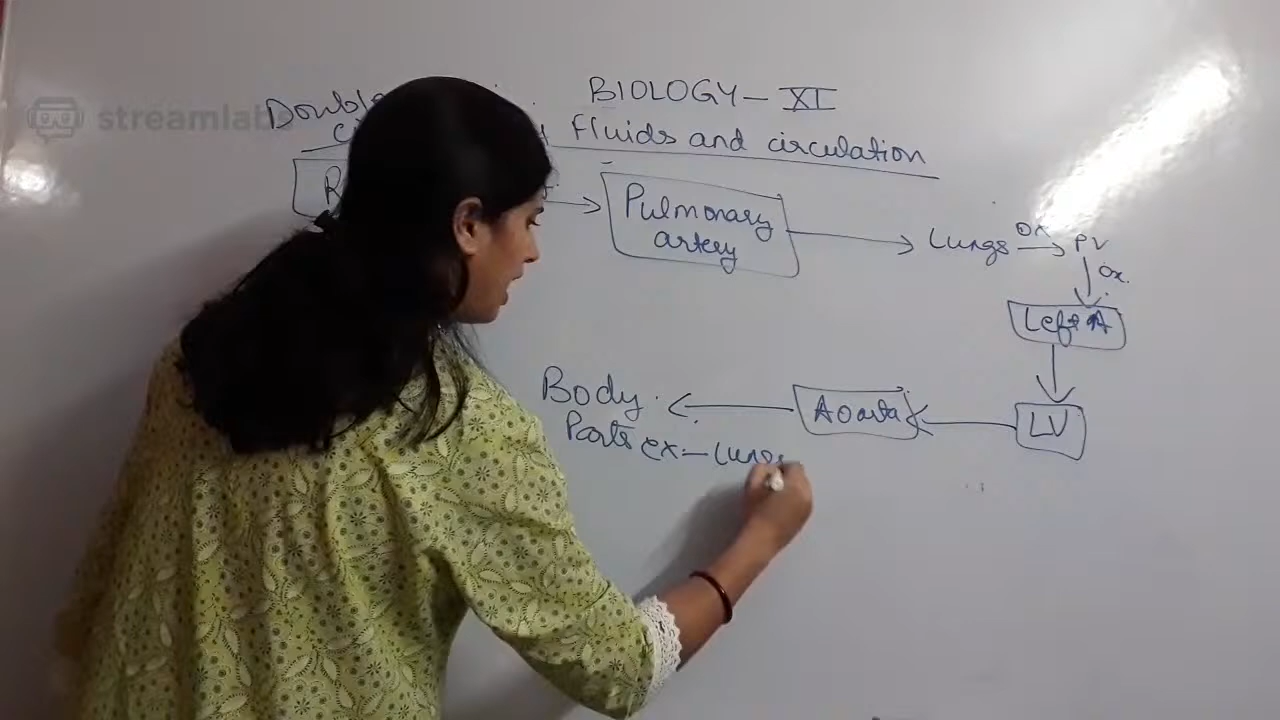 streamlabs
BIOLOGY - XI
Double
fluids and circulation
Pulmonary
artery
Lungs
ox
PV
ox.
Left A
LV
Aorta
Body
Parts ex - Lungs